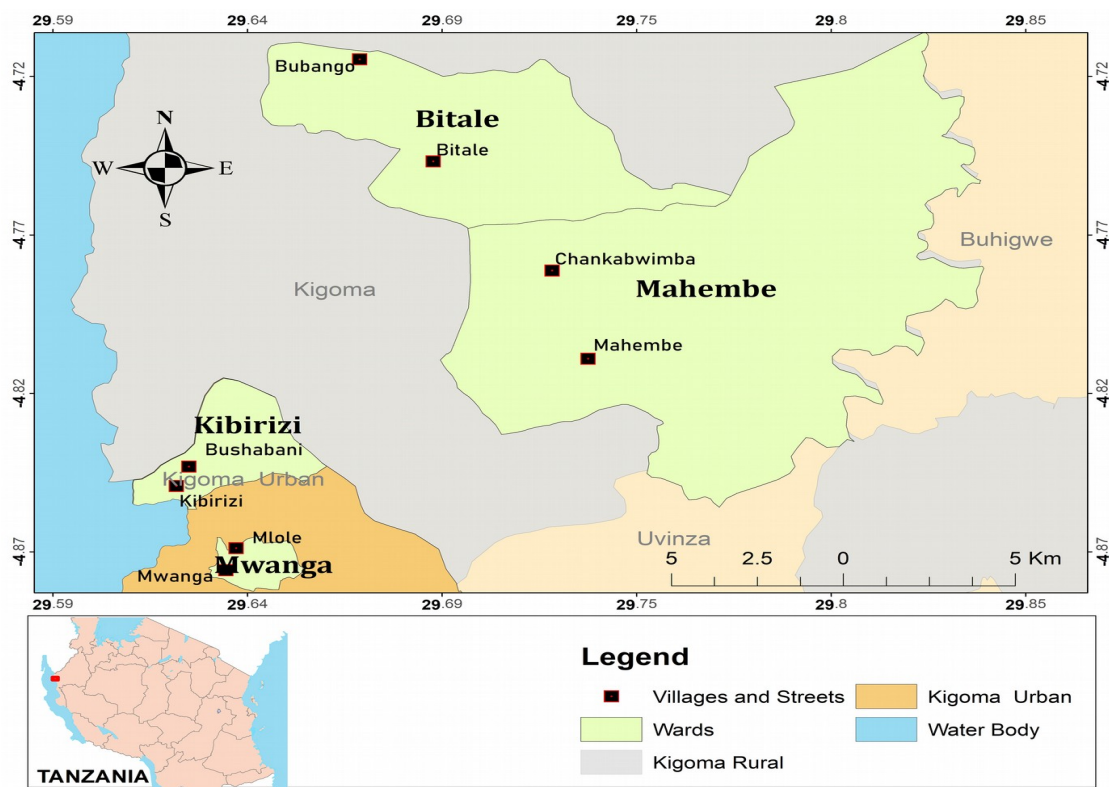 29.59 29.64 29.69 29.75 29.8 29.85
-4.72 -4.72
Bubango
Bitale
Bitale
N
W E
S
-4.77 -4.77
Buhigwe
Chankabwimba
Kigoma
Mahembe
Mahembe
-4.82 -4.82
Kibirizi
Bushabani
Kigoma Urban
Kibirizi
Mlole
Uvinza
-4.87 -4.87
Mwanga
Mwanga
5 2.5 0 5 Km
29.59 29.64 29.69 29.75 29.8 29.85
Legend
Villages and Streets
Wards
Kigoma Rural
Kigoma Urban
Water Body
TANZANIA